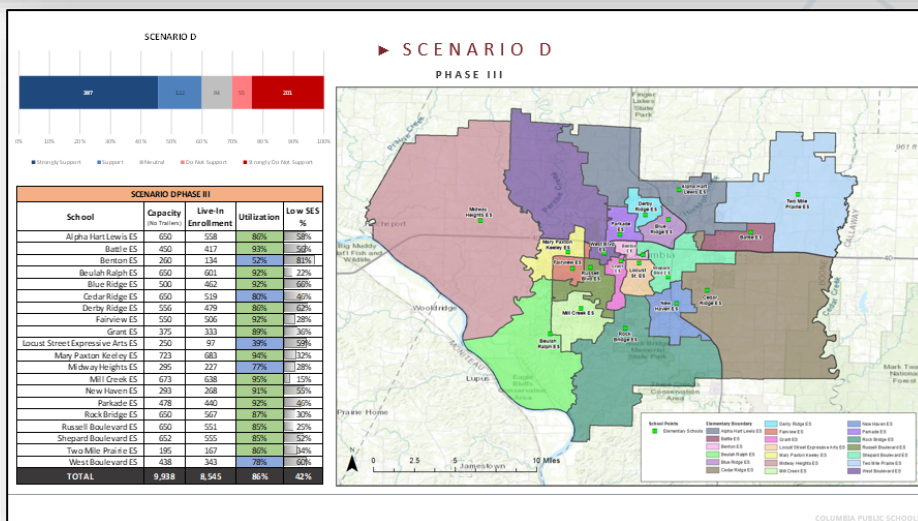 SCENARIO D
► SCENARIO D
PHASE III
387 122 84 55 201
0% 10% 20% 30% 40% 50% 60% 70% 80% 90% 100%
Strongly Support Support Neutral Do Not Support Strongly Do Not Support
SCENARIO D PHASE III
School Capacity (No Trailers) Live-In Enrollment Utilization Low SES %
Alpha Hart Lewis ES 650 558 86% 58%
Battle ES 450 417 93% 56%
Benton ES 260 134 52% 81%
Beulah Ralph ES 650 601 92% 22%
Blue Ridge ES 500 462 92% 66%
Cedar Ridge ES 650 519 80% 46%
Derby Ridge ES 556 479 86% 62%
Fairview ES 550 506 92% 28%
Grant ES 375 333 89% 36%
Locust Street Expressive Arts ES 250 97 39% 59%
Mary Paxton Keeley ES 723 683 94% 32%
Midway Heights ES 295 227 77% 28%
Mill Creek ES 673 638 95% 15%
New Haven ES 293 268 91% 55%
Parkade ES 478 440 92% 46%
Rock Bridge ES 650 567 87% 30%
Russell Boulevard ES 650 551 85% 25%
Shepard Boulevard ES 652 555 85% 52%
Two Mile Prairie ES 195 167 86% 34%
West Boulevard ES 438 343 78% 60%
TOTAL 9,938 8,545 86% 42%
Finger
Lakes
State
Park
Alpha Hart
Lewis ES
Two Mile
Prairie ES
Midway
Heights ES
Derby
Ridge ES
Parkade
ES
Blue
Ridge ES
Battle ES
Mary Paxton
Keeley ES
West Blvd
Benton
Fairview ES
Russell
Blvd ES
Locust
St. ES
Cedar
Ridge ES
New
Haven ES
Mill Creek ES
Rock
Bridge ES
Beulah
Ralph ES
CALLAWAY
Big Muddy
Wooldridge
Lupus
Prairie Home
Jamestown
Mark Twain
National
Forest
N
0 2.5 5 10 Miles
School Points
Elementary Schools
Elementary Boundary
Alpha Hart Lewis ES
Battle ES
Benton ES
Beulah Ralph ES
Blue Ridge ES
Cedar Ridge ES
Derby Ridge ES
Fairview ES
Grant ES
Locust Street Expressive Arts ES
Mary Paxton Keeley ES
Midway Heights ES
Mill Creek ES
New Haven ES
Parkade ES
Rock Bridge ES
Russell Boulevard ES
Shepard Boulevard ES
Two Mile Prairie ES
West Boulevard ES
COLUMBIA PUBLIC SCHOOLS